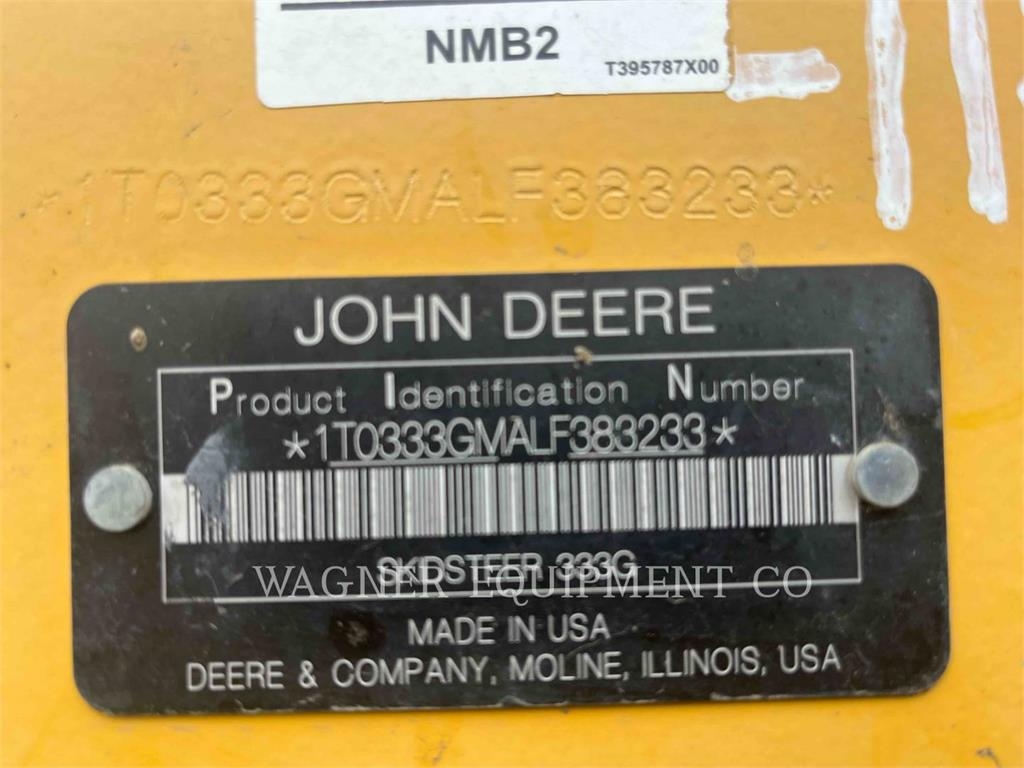 NMB2
T395787X00
*1T0333GMALF383233*
JOHN DEERE
Product Identification Number
*1T0333GMALF383233*
SKIDSTEER 333G
WAGNER EQUIPMENT CO
MADE IN USA
DEERE & COMPANY, MOLINE, ILLINOIS, USA